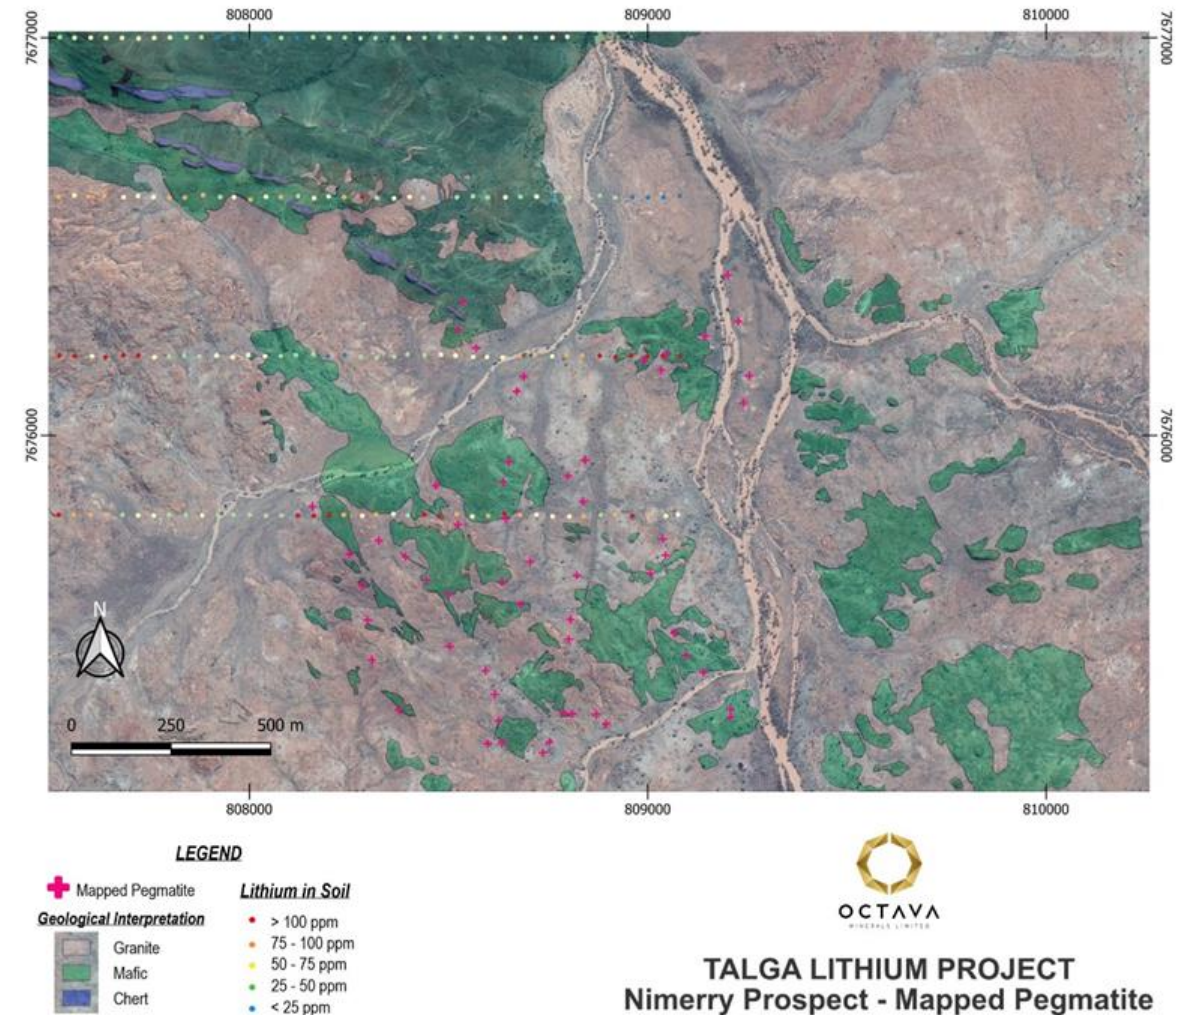 808000
809000
810000
7677000
7677000
7676000
7676000
N
0
250
500 m
808000
809000
810000
LEGEND
Mapped Pegmatite
Geological Interpretation
Granite
Mafic
Chert
Lithium in Soil
> 100 ppm
75 - 100 ppm
50 - 75 ppm
25 - 50 ppm
< 25 ppm
OCTAVA
MINERALS LIMITED
TALGA LITHIUM PROJECT
Nimerry Prospect - Mapped Pegmatite